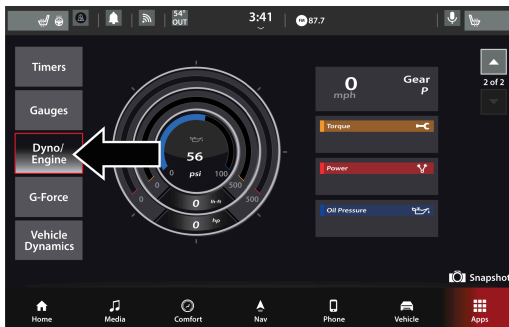 54°
OUT
3:41
FM 87.7
Timers
Gauges
Dyno/
Engine
G-Force
Vehicle
Dynamics
56
psi
0
100
0
500
0
500
0 lb-ft
0 hp
0
mph
Gear
P
Torque
Power
Oil Pressure
2 of 2
Snapshot
Home
Media
Comfort
Nav
Phone
Vehicle
Apps